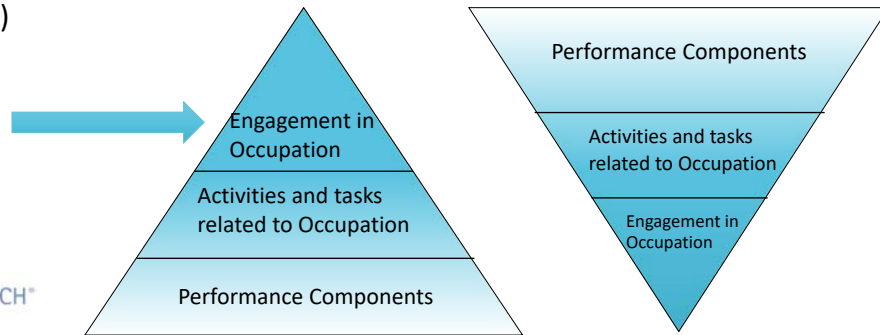 )
Engagement in
Occupation
Activities and tasks
related to Occupation
Performance Components
Performance Components
Activities and tasks
related to Occupation
Engagement in
Occupation
CH®